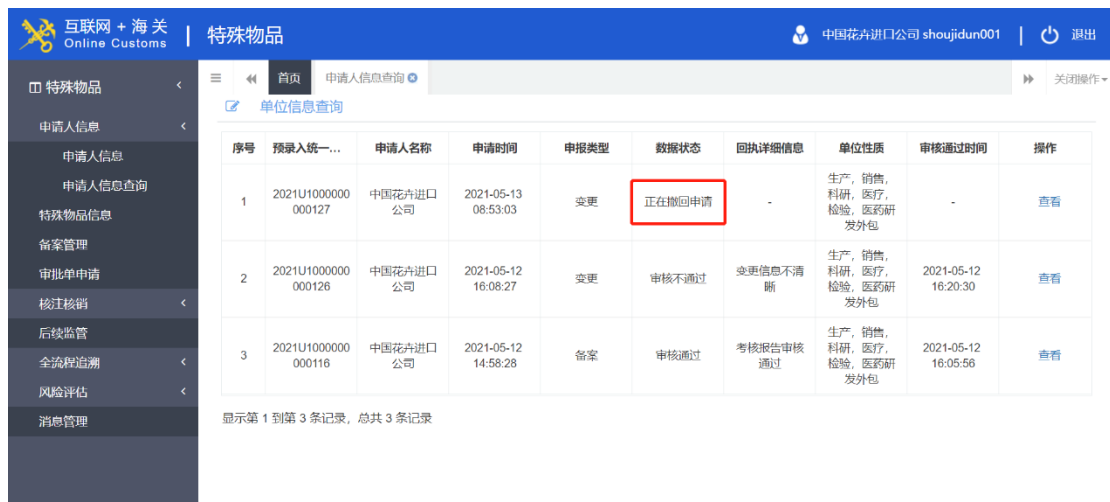 互联网 + 海 关
Online Customs
特殊物品
中国花卉进口公司 shoujidun001
退出
特殊物品
首页
申请人信息查询
关闭操作
申请人信息
申请人信息
申请人信息查询
特殊物品信息
备案管理
审批单申请
核注核销
后续监管
全流程追溯
风险评估
消息管理
单位信息查询
序号 预录入统一... 申请人名称 申请时间 申报类型 数据状态 回执详细信息 单位性质 审核通过时间 操作
1 2021U1000000000127 中国花卉进口公司 2021-05-13 08:53:03 变更 正在撤回申请 - 生产，销售，科研，医疗，检验，医药研发外包 - 查看
2 2021U1000000000126 中国花卉进口公司 2021-05-12 16:08:27 变更 审核不通过 变更信息不清晰 生产，销售，科研，医疗，检验，医药研发外包 2021-05-12 16:20:30 查看
3 2021U1000000000116 中国花卉进口公司 2021-05-12 14:58:28 备案 审核通过 考核报告审核通过 生产，销售，科研，医疗，检验，医药研发外包 2021-05-12 16:05:56 查看
显示第 1 到第 3 条记录，总共 3 条记录